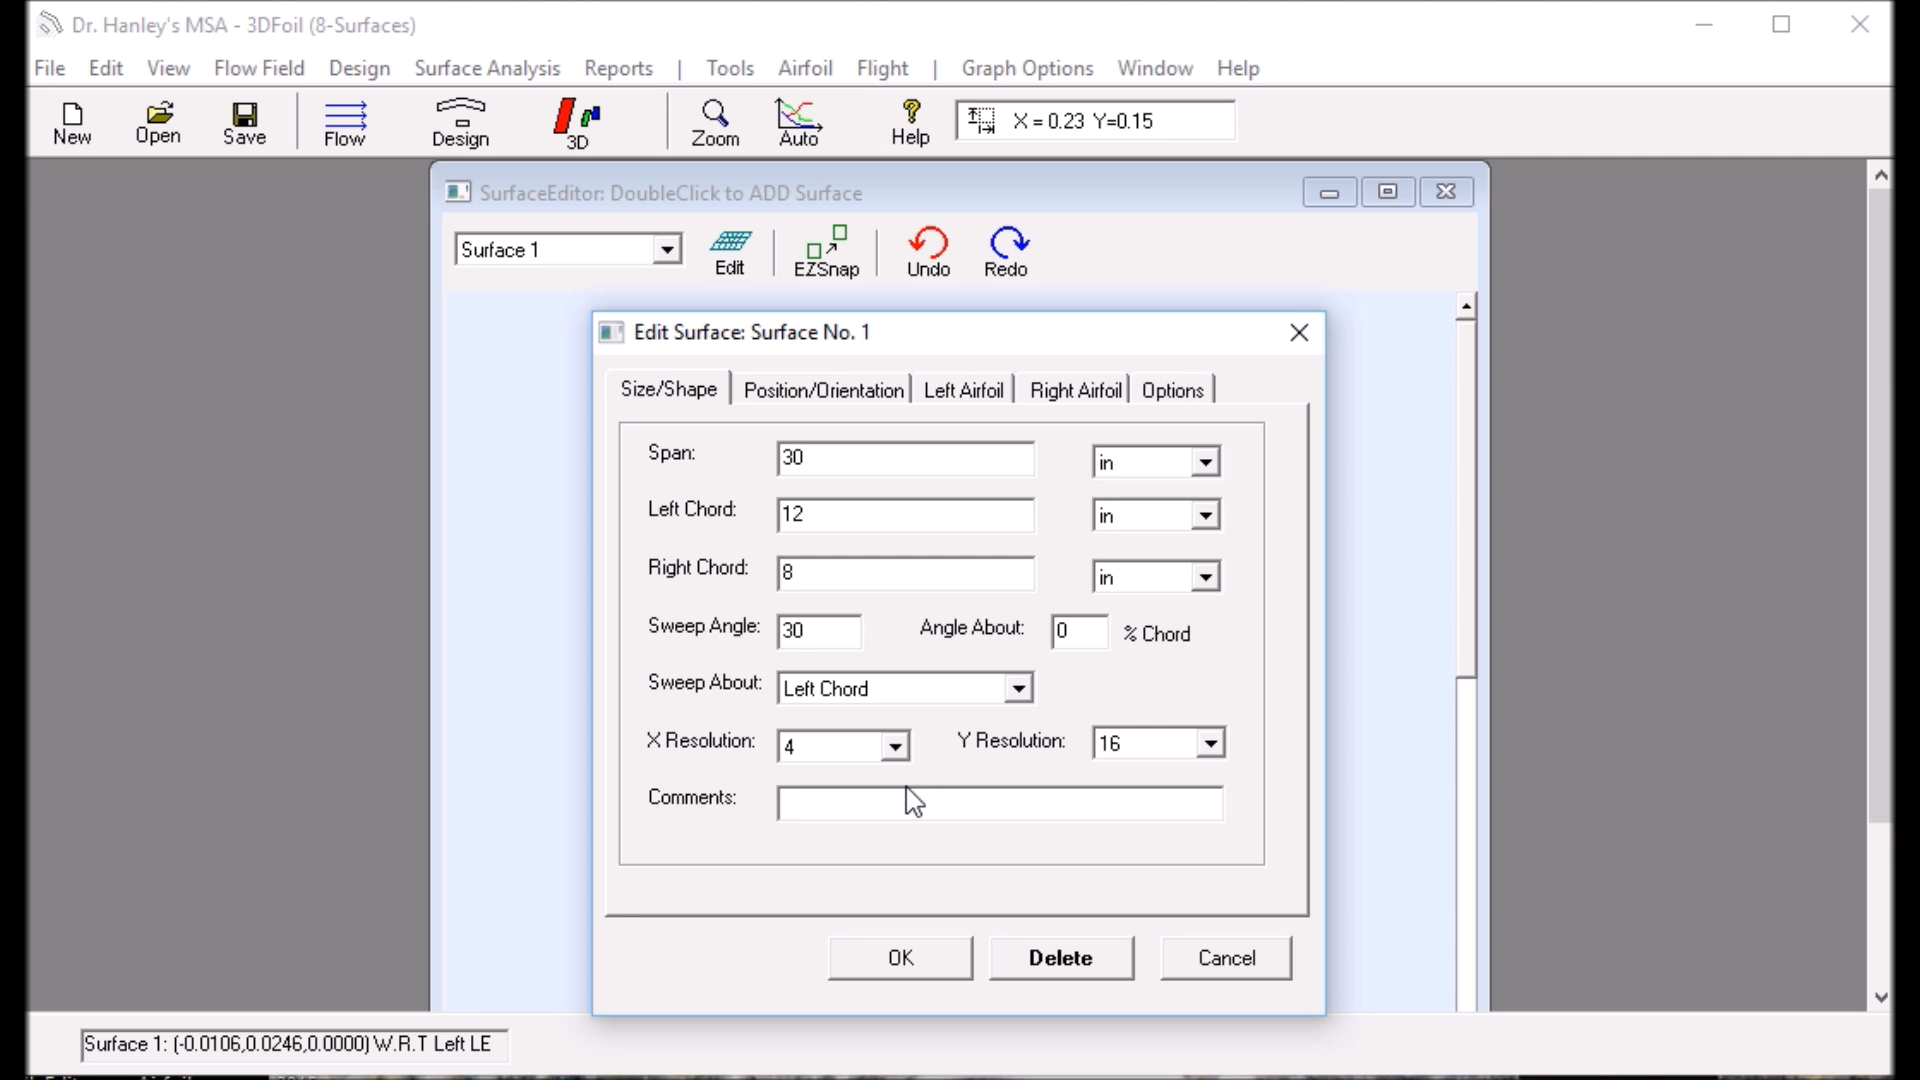 Dr. Hanley's MSA - 3DFoil (8-Surfaces)
File Edit View Flow Field Design Surface Analysis Reports | Tools Airfoil Flight | Graph Options Window Help
New Open Save Flow Design 3D Zoom Auto Help X = 0.23 Y=0.15
SurfaceEditor: DoubleClick to ADD Surface
Surface 1 Edit EZSnap Undo Redo
Edit Surface: Surface No. 1
Size/Shape Position/Orientation Left Airfoil Right Airfoil Options
Span: 30 in
Left Chord: 12 in
Right Chord: 8 in
Sweep Angle: 30 Angle About: 0 % Chord
Sweep About: Left Chord
X Resolution: 4 Y Resolution: 16
Comments:
OK Delete Cancel
Surface 1: (-0.0106,0.0246,0.0000) W.R.T Left LE